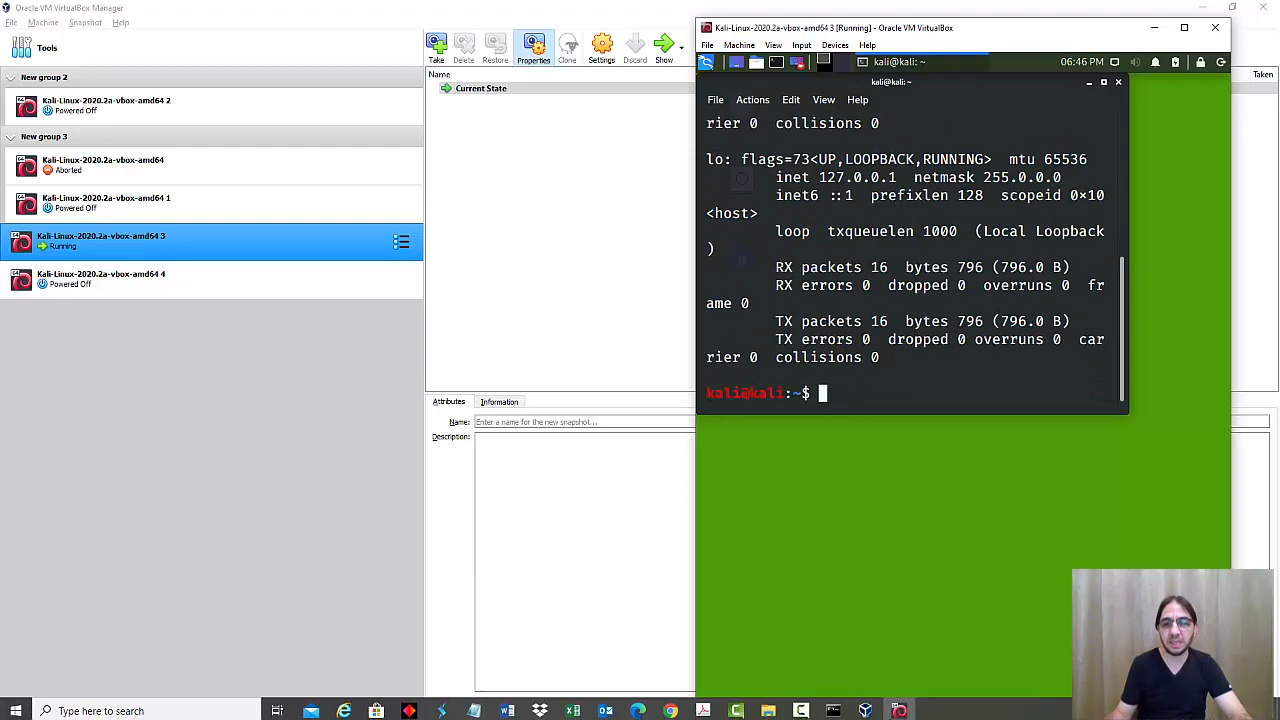 Oracle VM VirtualBox Manager
File Machine Snapshot Help
Tools
New group 2
Kali-Linux-2020.2a-vbox-amd64 2
Powered Off
New group 3
Kali-Linux-2020.2a-vbox-amd64
Aborted
Kali-Linux-2020.2a-vbox-amd64 1
Powered Off
Kali-Linux-2020.2a-vbox-amd64 3
Running
Kali-Linux-2020.2a-vbox-amd64 4
Powered Off
Take Delete Restore Properties Clone Settings Discard Show
Name Taken
Current State
Attributes Information
Name: Enter a name for the new snapshot...
Description:
Kali-Linux-2020.2a-vbox-amd64 3 [Running] - Oracle VM VirtualBox
File Machine View Input Devices Help
kali@kali: ~ 06:46 PM
kali@kali: ~
File Actions Edit View Help
rier 0 collisions 0
lo: flags=73<UP,LOOPBACK,RUNNING> mtu 65536
inet 127.0.0.1 netmask 255.0.0.0
inet6 ::1 prefixlen 128 scopeid 0×10
<host>
loop txqueuelen 1000 (Local Loopback
)
RX packets 16 bytes 796 (796.0 B)
RX errors 0 dropped 0 overruns 0 fr
ame 0
TX packets 16 bytes 796 (796.0 B)
TX errors 0 dropped 0 overruns 0 car
rier 0 collisions 0
kali@kali:~$
Type here to search